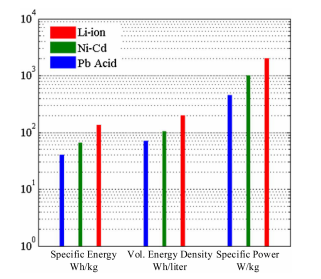 10^4
Li-ion
Ni-Cd
Pb Acid
10^3
10^2
10^1
10^0
Specific Energy Vol. Energy Density Specific Power
Wh/kg Wh/liter W/kg